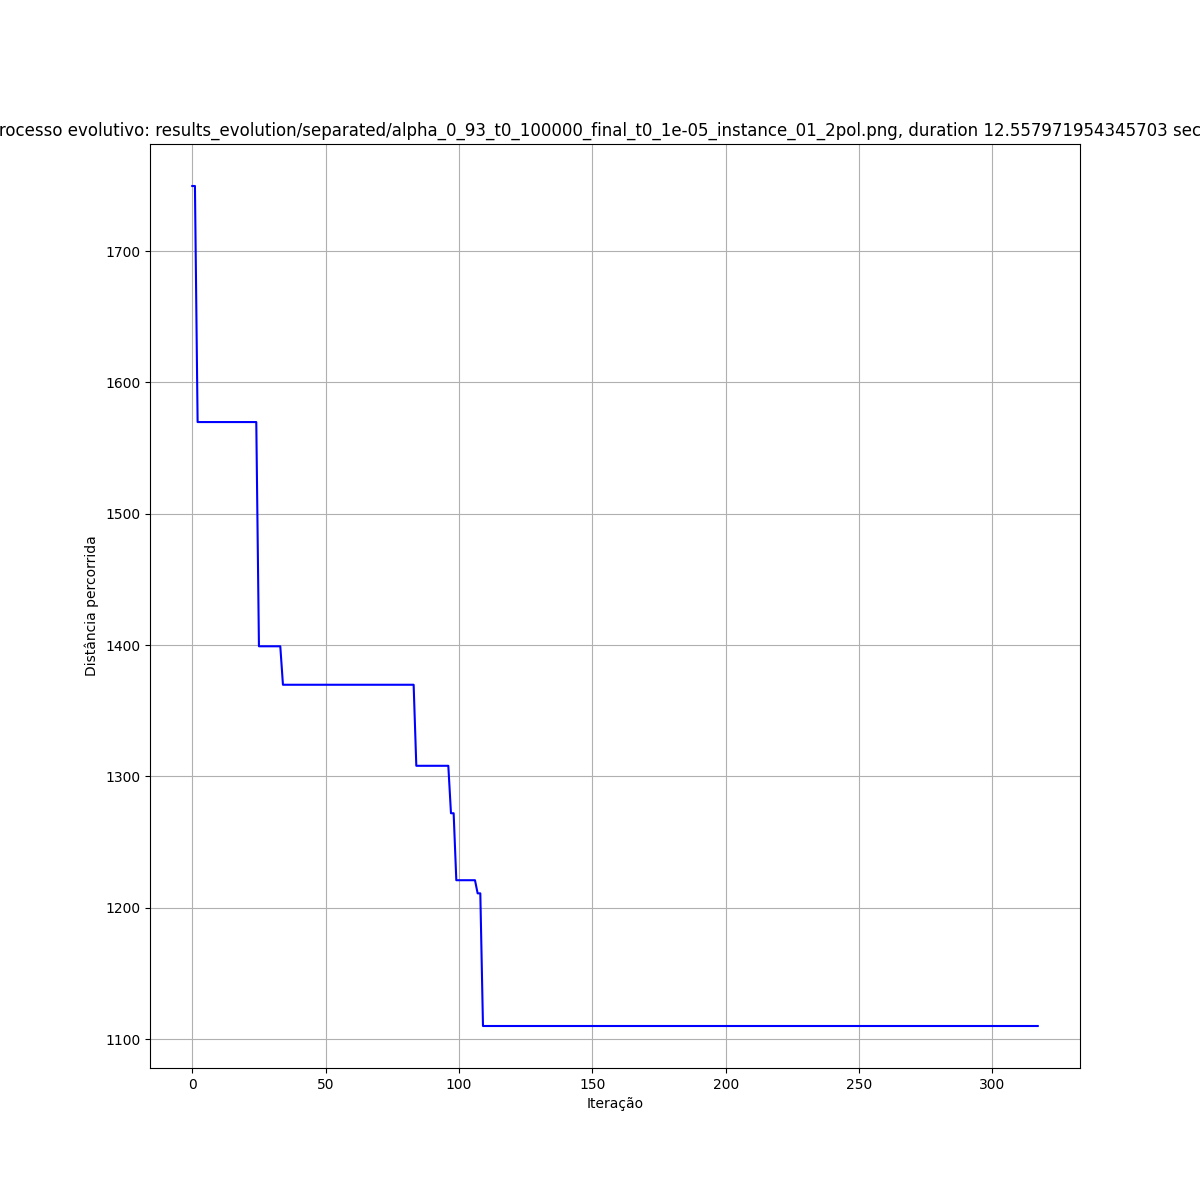 rocesso evolutivo: results_evolution/separated/alpha_0_93_t0_100000_final_t0_1e-05_instance_01_2pol.png, duration 12.557971954345703 sec
1700
1600
1500
1400
1300
1200
1100
Distância percorrida
0 50 100 150 200 250 300
Iteração